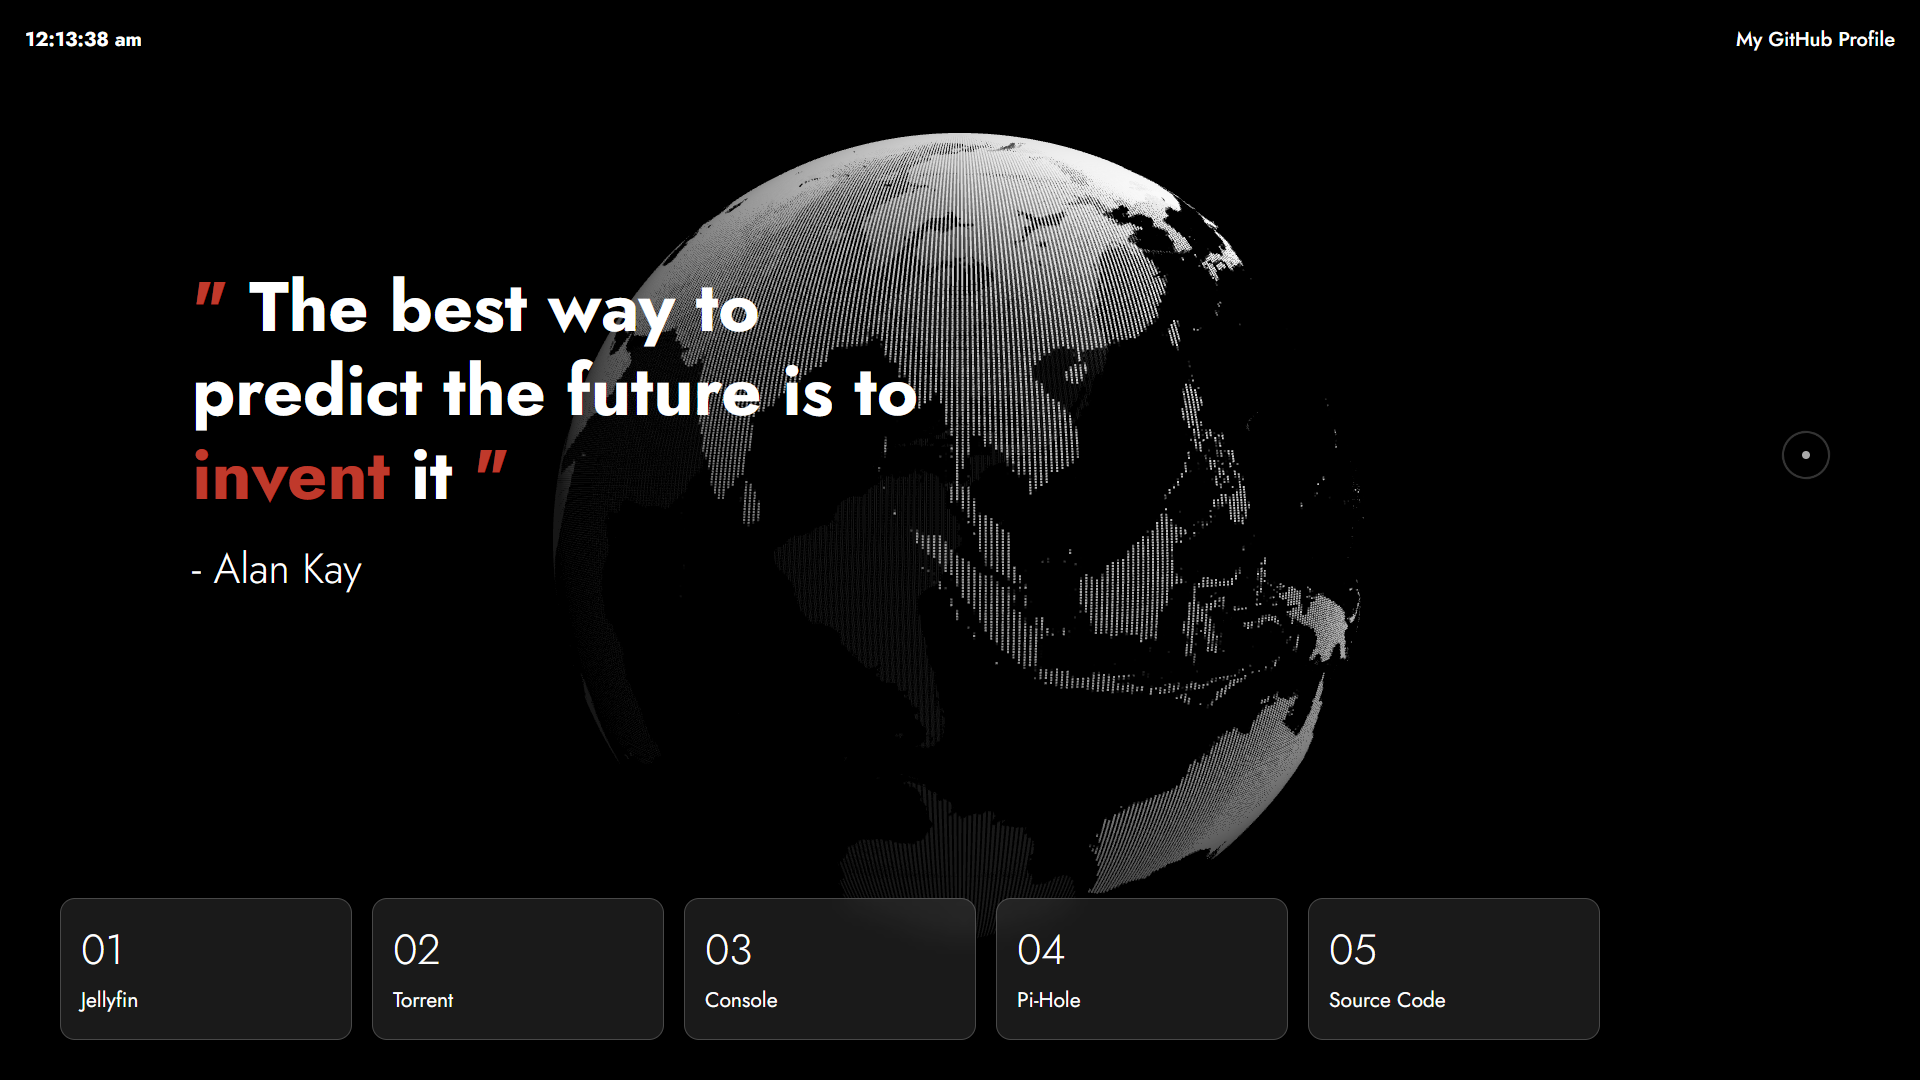 12:13:38 am
My GitHub Profile
" The best way to
predict the future is to
invent it "
- Alan Kay
01
Jellyfin
02
Torrent
03
Console
04
Pi-Hole
05
Source Code